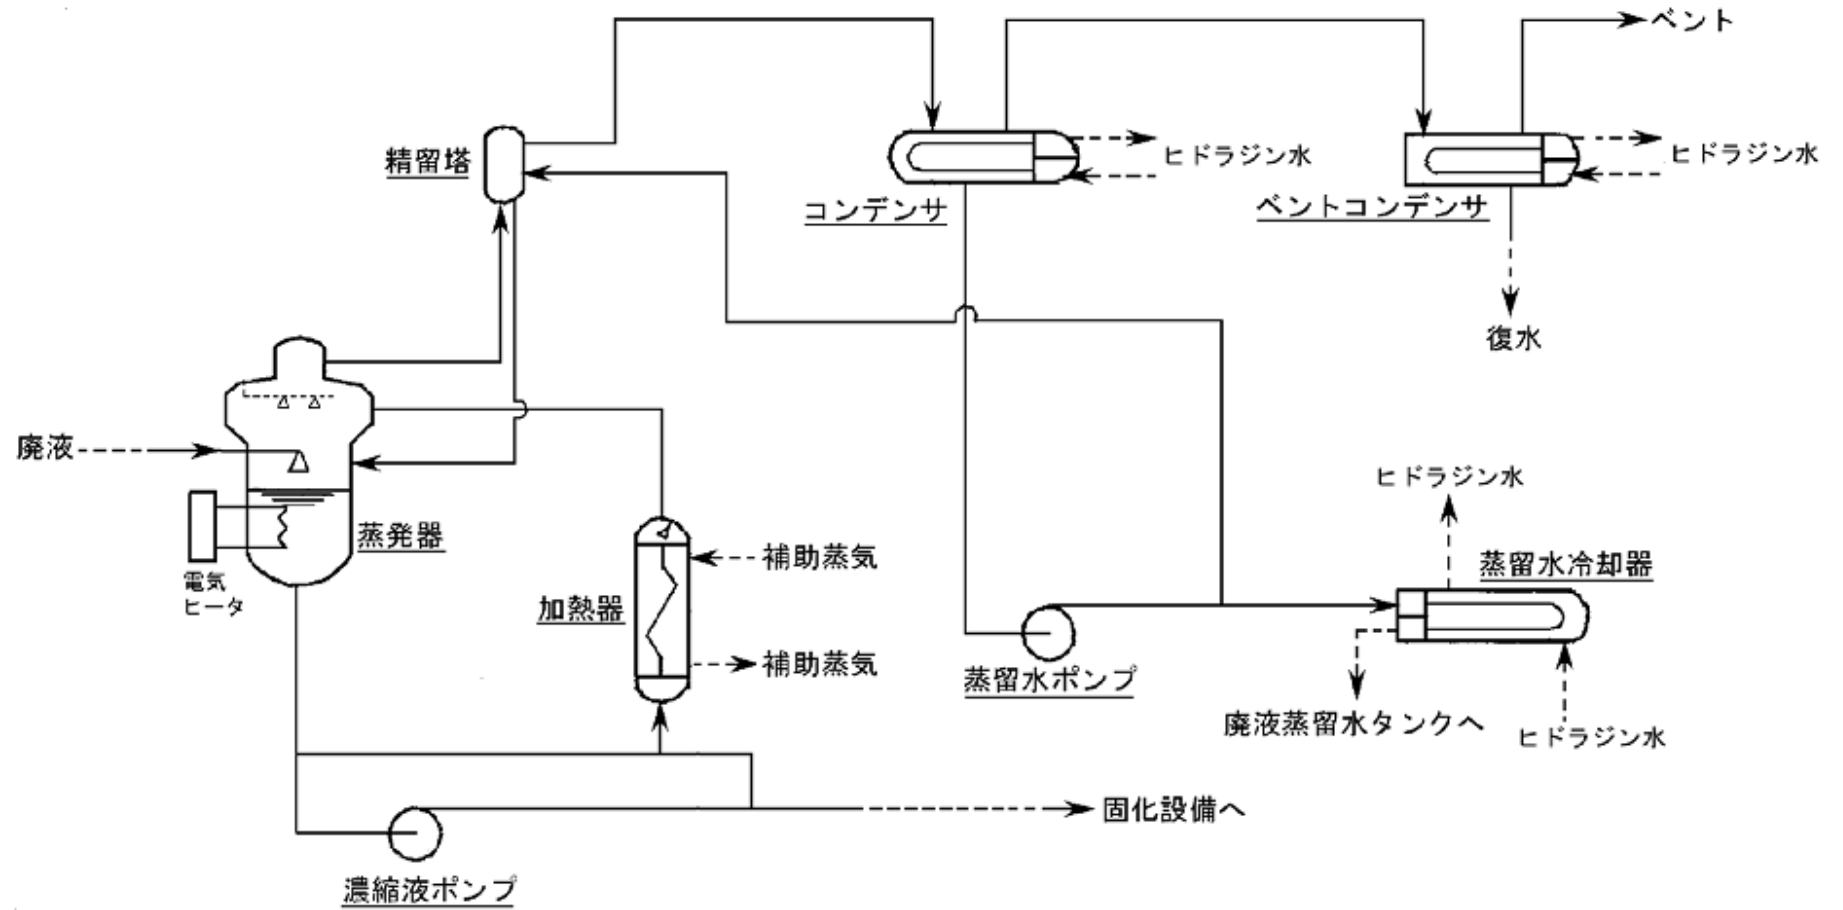 ベント
精留塔
ヒドラジン水
ヒドラジン水
コンデンサ
ベントコンデンサ
復水
廃液
ヒドラジン水
蒸発器
補助蒸気
蒸留水冷却器
電気
ヒータ
加熱器
補助蒸気
蒸留水ポンプ
廃液蒸留水タンクへ
ヒドラジン水
固化設備へ
濃縮液ポンプ